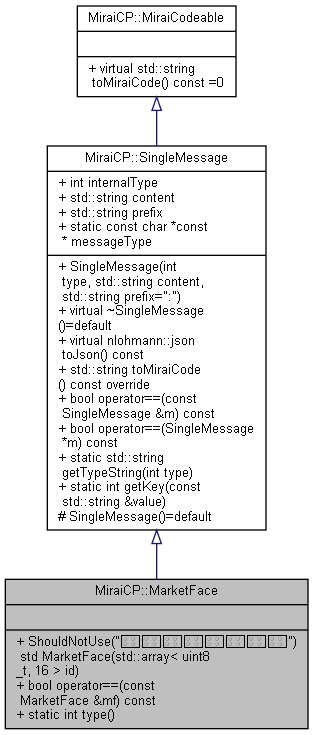 MiraiCP::MiraiCodeable
+ virtual std::string
toMiraiCode() const =0
MiraiCP::SingleMessage
+ int internalType
+ std::string content
+ std::string prefix
+ static const char *const
* messageType
+ SingleMessage(int
type, std::string content,
std::string prefix=":")
+ virtual ~SingleMessage
()=default
+ virtual nlohmann::json
toJson() const
+ std::string toMiraiCode
() const override
+ bool operator==(const
SingleMessage &m) const
+ bool operator==(SingleMessage
*m) const
+ static std::string
getTypeString(int type)
+ static int getKey(const
std::string &value)
# SingleMessage()=default
MiraiCP::MarketFace
+ ShouldNotUse("")
std MarketFace(std::array< uint8
_t, 16 > id)
+ bool operator==(const
MarketFace &mf) const
+ static int type()